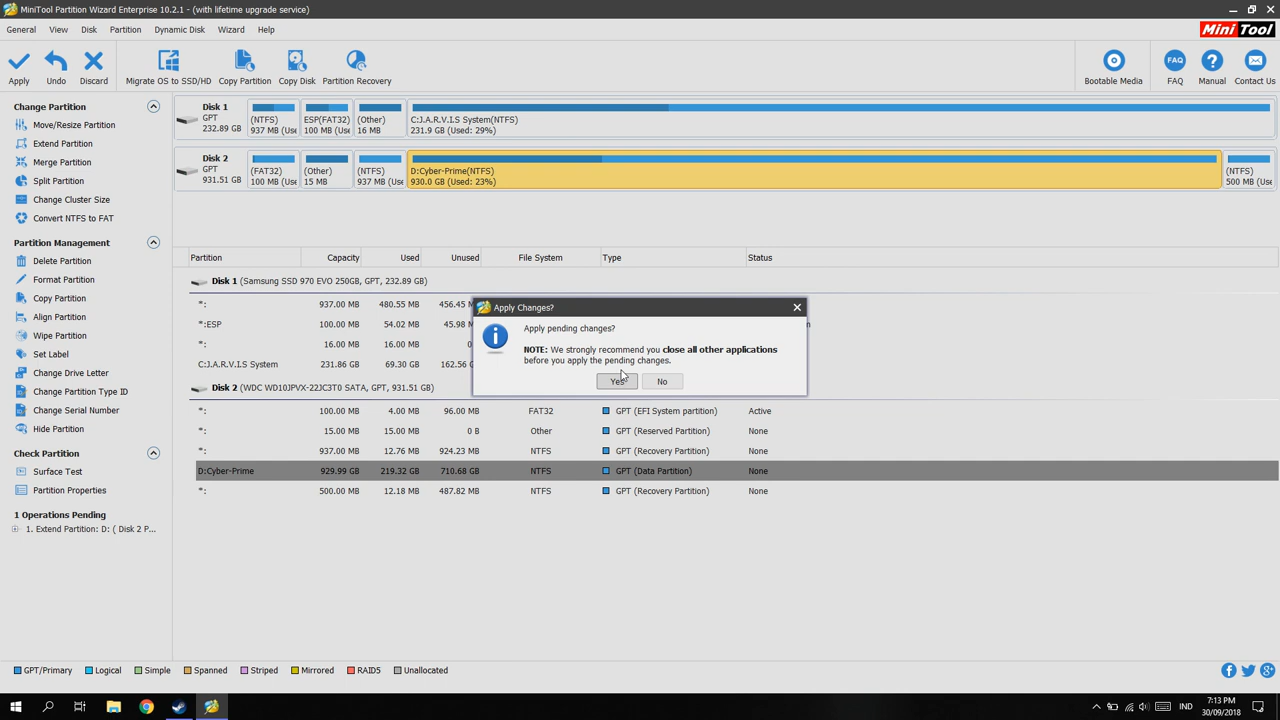 MiniTool Partition Wizard Enterprise 10.2.1 - (with lifetime upgrade service)
General View Disk Partition Dynamic Disk Wizard Help
Mini Tool
Apply Undo Discard Migrate OS to SSD/HD Copy Partition Copy Disk Partition Recovery Bootable Media FAQ Manual Contact Us
FAQ
Change Partition
Move/Resize Partition
Extend Partition
Merge Partition
Split Partition
Change Cluster Size
Convert NTFS to FAT
Partition Management
Delete Partition
Format Partition
Copy Partition
Align Partition
Wipe Partition
Set Label
Change Drive Letter
Change Partition Type ID
Change Serial Number
Hide Partition
Check Partition
Surface Test
Partition Properties
1 Operations Pending
1. Extend Partition: D: ( Disk 2 P...
Disk 1
GPT
232.89 GB
(NTFS)
937 MB (Use
ESP(FAT32)
100 MB (Use
(Other)
16 MB
C:J.A.R.V.I.S System(NTFS)
231.9 GB (Used: 29%)
Disk 2
GPT
931.51 GB
(FAT32)
100 MB (Use
(Other)
15 MB
(NTFS)
937 MB (Use
D:Cyber-Prime(NTFS)
930.0 GB (Used: 23%)
(NTFS)
500 MB (Use
Partition Capacity Used Unused File System Type Status
Disk 1 (Samsung SSD 970 EVO 250GB, GPT, 232.89 GB)
*: 937.00 MB 480.55 MB 456.45 M
*:ESP 100.00 MB 54.02 MB 45.98 M
*: 16.00 MB 16.00 MB 0
C:J.A.R.V.I.S System 231.86 GB 69.30 GB 162.56 G
Disk 2 (WDC WD10JPVX-22JC3T0 SATA, GPT, 931.51 GB)
*: 100.00 MB 4.00 MB 96.00 MB FAT32 GPT (EFI System partition) Active
*: 15.00 MB 15.00 MB 0 B Other GPT (Reserved Partition) None
*: 937.00 MB 12.76 MB 924.23 MB NTFS GPT (Recovery Partition) None
D:Cyber-Prime 929.99 GB 219.32 GB 710.68 GB NTFS GPT (Data Partition) None
*: 500.00 MB 12.18 MB 487.82 MB NTFS GPT (Recovery Partition) None
Apply Changes?
Apply pending changes?
NOTE: We strongly recommend you close all other applications
before you apply the pending changes.
Yes No
GPT/Primary Logical Simple Spanned Striped Mirrored RAID5 Unallocated
IND
7:13 PM
30/09/2018